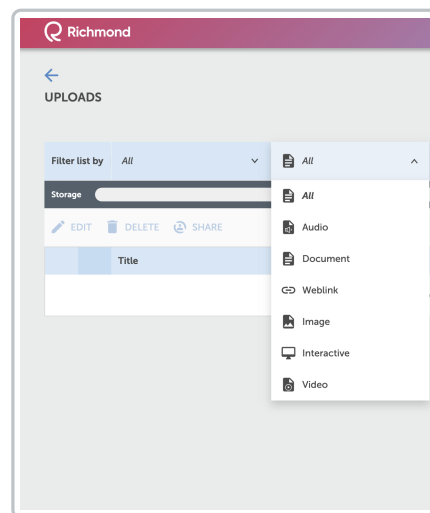 Richmond
UPLOADS
Filter list by All All
Storage
All
EDIT DELETE SHARE
Audio
Title
Document
Weblink
Image
Interactive
Video